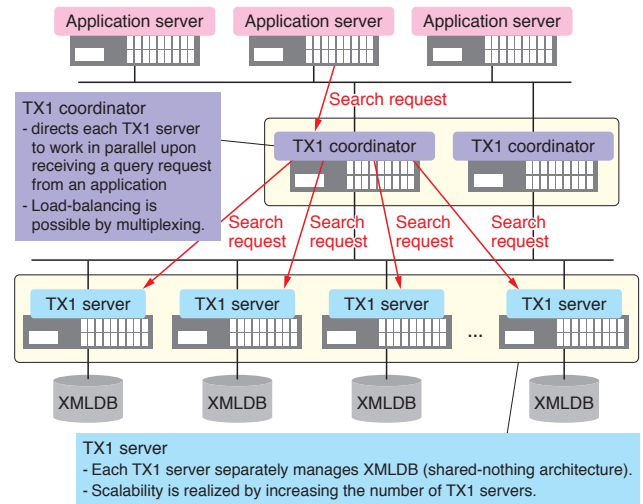 Application server
Application server
Application server
Search request
TX1 coordinator
- directs each TX1 server
to work in parallel upon
receiving a query request
from an application
- Load-balancing is
possible by multiplexing.
TX1 coordinator
TX1 coordinator
Search
request
Search
request
Search
request
Search
request
TX1 server
TX1 server
TX1 server
...
TX1 server
XMLDB
XMLDB
XMLDB
XMLDB
TX1 server
- Each TX1 server separately manages XMLDB (shared-nothing architecture).
- Scalability is realized by increasing the number of TX1 servers.